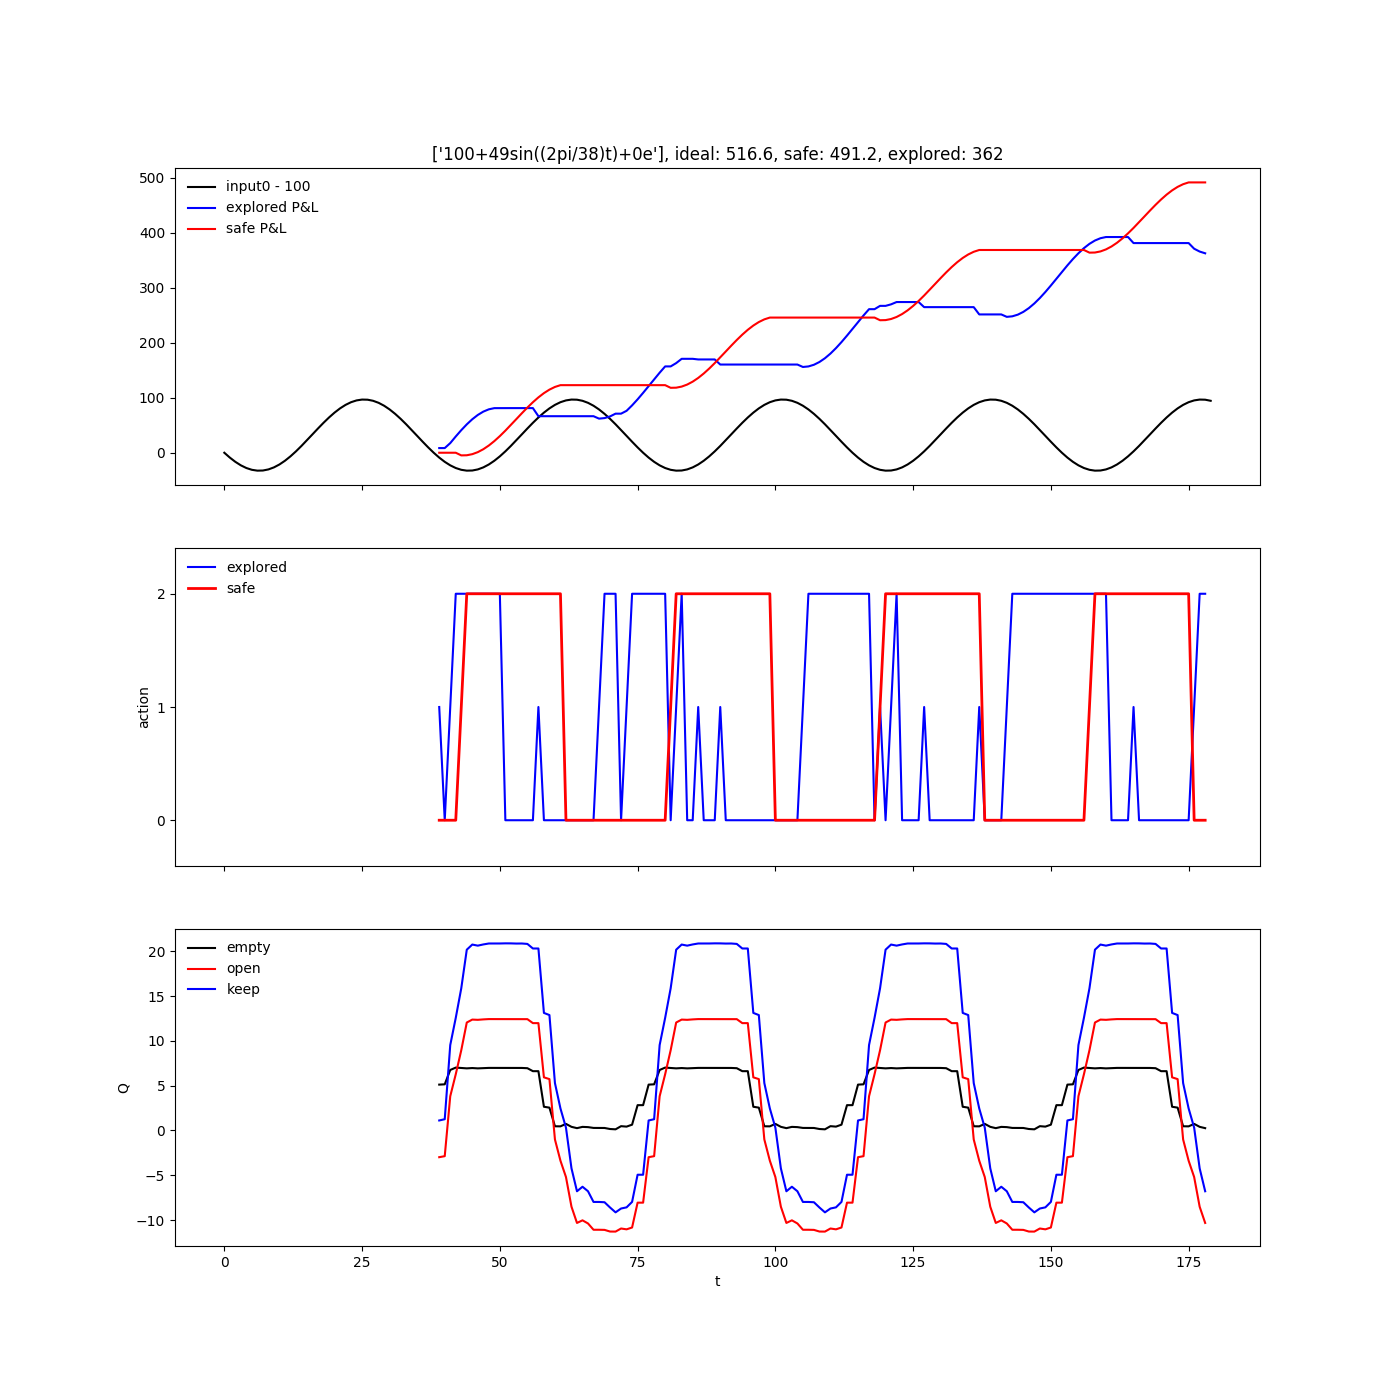 ['100+49sin((2pi/38)t)+0e'], ideal: 516.6, safe: 491.2, explored: 362
500
400
300
200
100
0
input0 - 100
explored P&L
safe P&L
action
2
1
0
explored
safe
Q
20
15
10
5
0
−5
−10
empty
open
keep
0 25 50 75 100 125 150 175
t